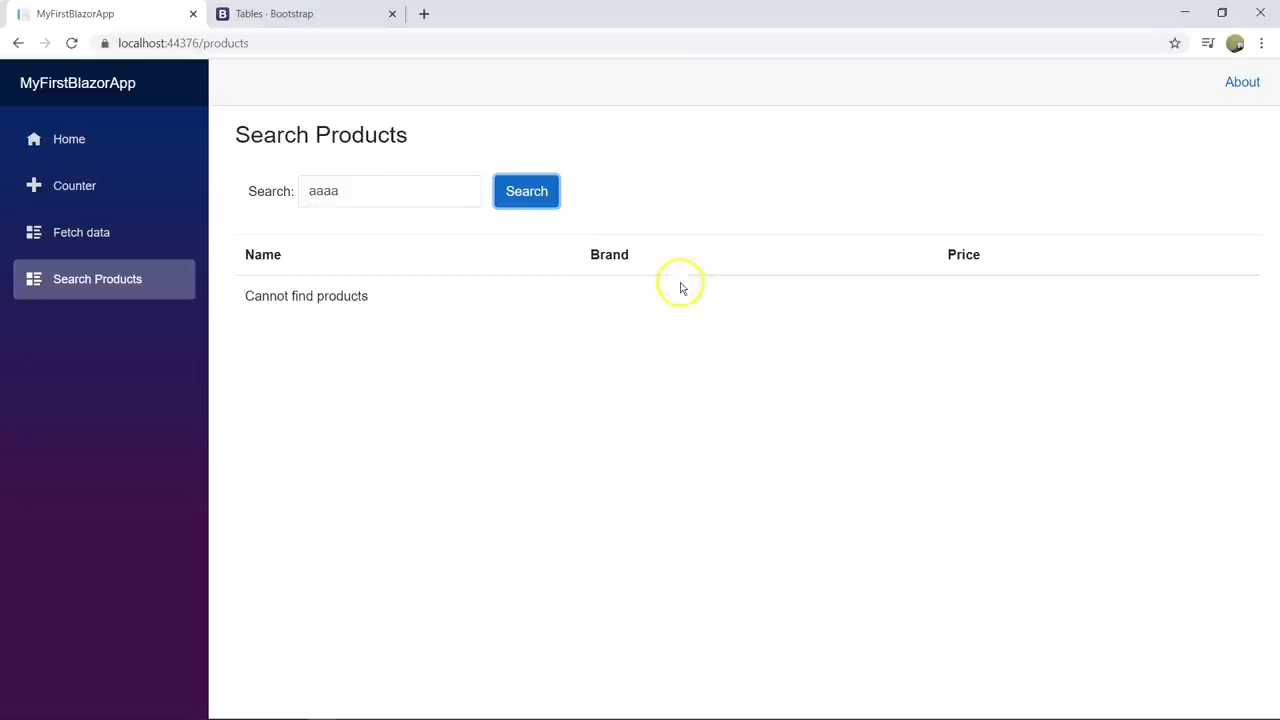 MyFirstBlazorApp
Tables · Bootstrap
localhost:44376/products
MyFirstBlazorApp
About
Home
Counter
Fetch data
Search Products
Search Products
Search: aaaa Search
Name Brand Price
Cannot find products